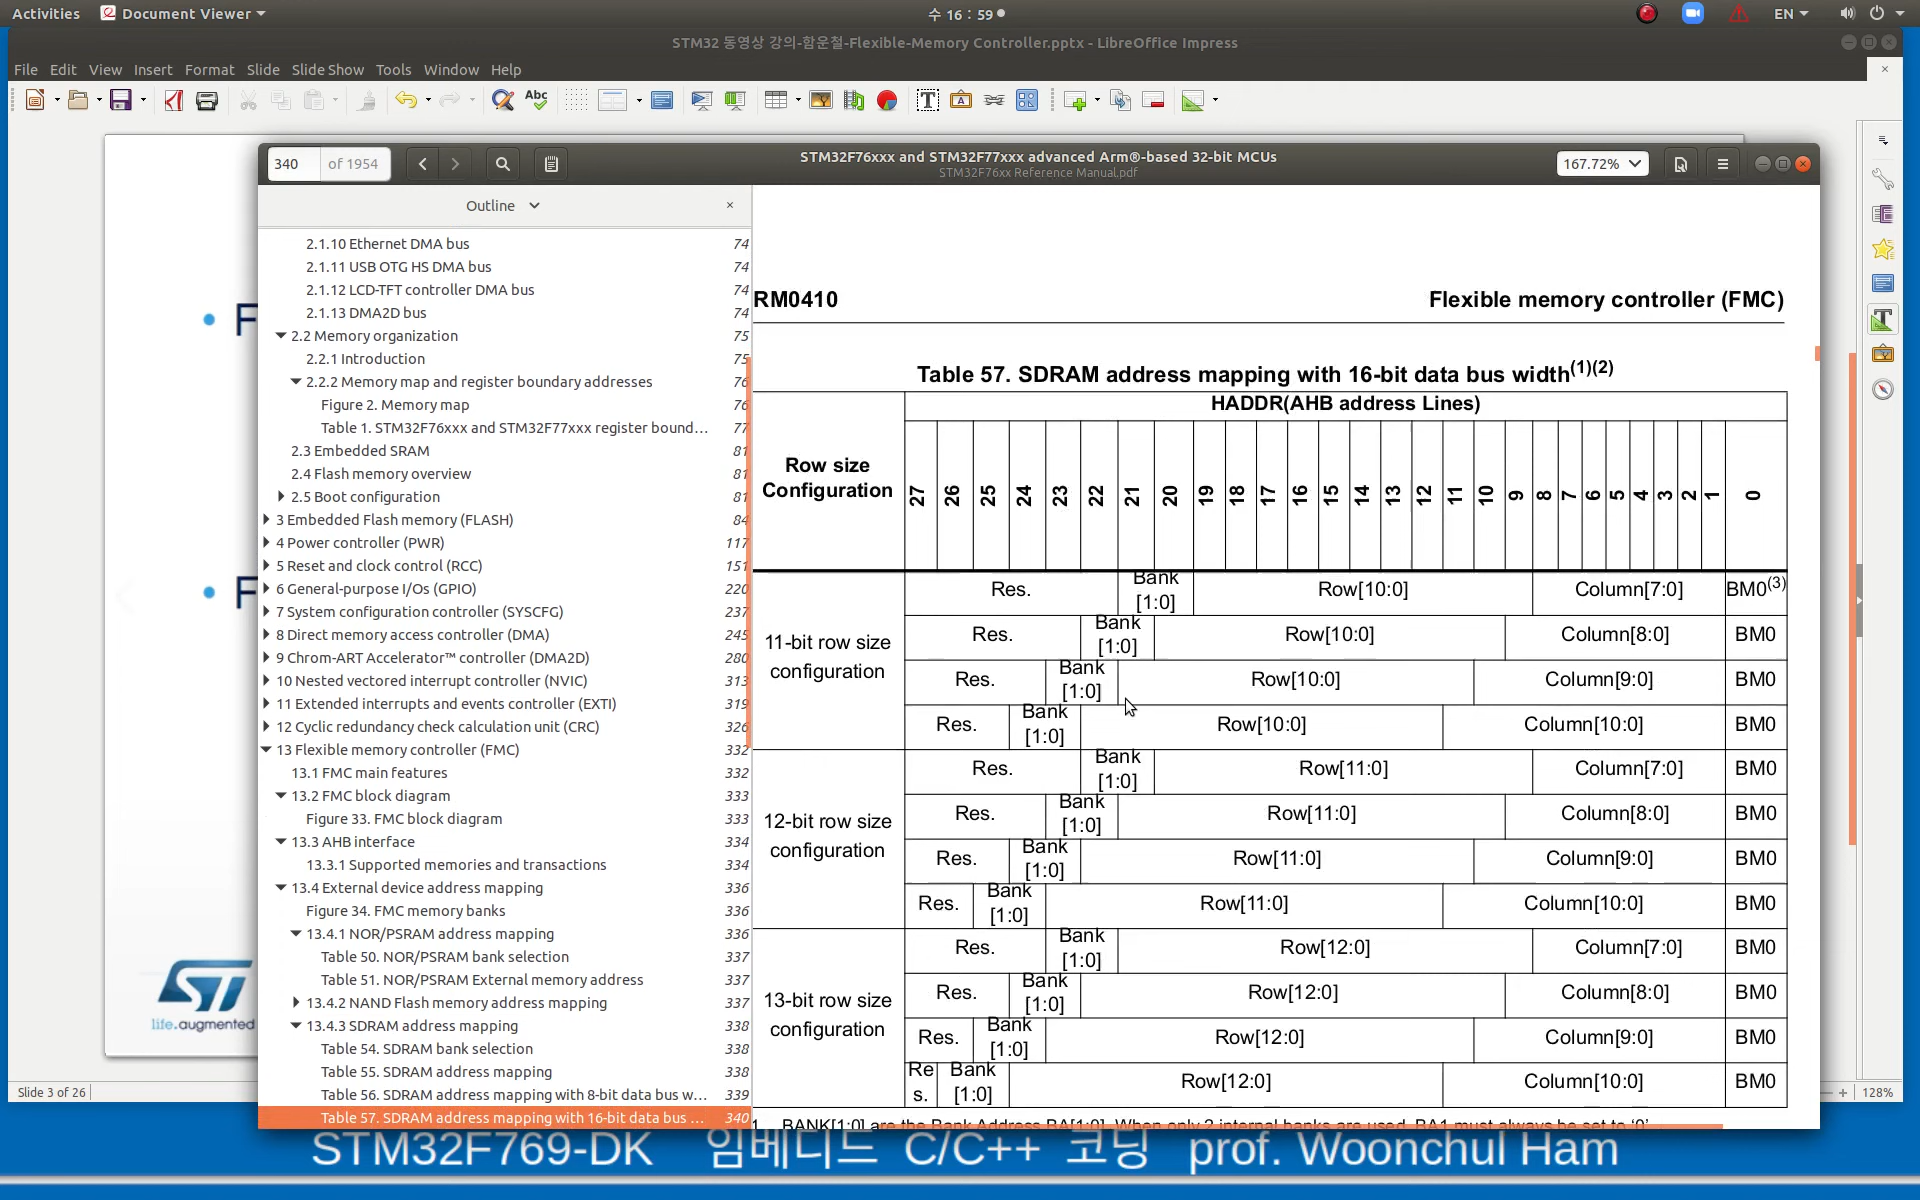 Activities Document Viewer 수 16 : 59 EN
STM32 동영상 강의-함운철-Flexible-Memory Controller.pptx - LibreOffice Impress
File Edit View Insert Format Slide Slide Show Tools Window Help
Abc
340 of 1954
STM32F76xxx and STM32F77xxx advanced Arm®-based 32-bit MCUs
STM32F76xx Reference Manual.pdf
167.72%
Outline
2.1.10 Ethernet DMA bus 74
2.1.11 USB OTG HS DMA bus 74
2.1.12 LCD-TFT controller DMA bus 74
2.1.13 DMA2D bus 74
2.2 Memory organization 75
2.2.1 Introduction 75
2.2.2 Memory map and register boundary addresses 76
Figure 2. Memory map 76
Table 1. STM32F76xxx and STM32F77xxx register bound... 77
2.3 Embedded SRAM 81
2.4 Flash memory overview 81
2.5 Boot configuration 81
3 Embedded Flash memory (FLASH) 84
4 Power controller (PWR) 117
5 Reset and clock control (RCC) 151
6 General-purpose I/Os (GPIO) 220
7 System configuration controller (SYSCFG) 237
8 Direct memory access controller (DMA) 245
9 Chrom-ART Accelerator™ controller (DMA2D) 280
10 Nested vectored interrupt controller (NVIC) 313
11 Extended interrupts and events controller (EXTI) 319
12 Cyclic redundancy check calculation unit (CRC) 326
13 Flexible memory controller (FMC) 332
13.1 FMC main features 332
13.2 FMC block diagram 333
Figure 33. FMC block diagram 333
13.3 AHB interface 334
13.3.1 Supported memories and transactions 334
13.4 External device address mapping 336
Figure 34. FMC memory banks 336
13.4.1 NOR/PSRAM address mapping 336
Table 50. NOR/PSRAM bank selection 337
Table 51. NOR/PSRAM External memory address 337
13.4.2 NAND Flash memory address mapping 337
13.4.3 SDRAM address mapping 338
Table 54. SDRAM bank selection 338
Table 55. SDRAM address mapping 338
Table 56. SDRAM address mapping with 8-bit data bus w... 339
Table 57. SDRAM address mapping with 16-bit data bus ... 340
RM0410 Flexible memory controller (FMC)
Table 57. SDRAM address mapping with 16-bit data bus width(1)(2)
Row size Configuration
HADDR(AHB address Lines)
27 26 25 24 23 22 21 20 19 18 17 16 15 14 13 12 11 10 9 8 7 6 5 4 3 2 1 0
11-bit row size configuration
Res. Bank [1:0] Row[10:0] Column[7:0] BM0(3)
Res. Bank [1:0] Row[10:0] Column[8:0] BM0
Res. Bank [1:0] Row[10:0] Column[9:0] BM0
Res. Bank [1:0] Row[10:0] Column[10:0] BM0
12-bit row size configuration
Res. Bank [1:0] Row[11:0] Column[7:0] BM0
Res. Bank [1:0] Row[11:0] Column[8:0] BM0
Res. Bank [1:0] Row[11:0] Column[9:0] BM0
Res. Bank [1:0] Row[11:0] Column[10:0] BM0
13-bit row size configuration
Res. Bank [1:0] Row[12:0] Column[7:0] BM0
Res. Bank [1:0] Row[12:0] Column[8:0] BM0
Res. Bank [1:0] Row[12:0] Column[9:0] BM0
Res. Bank [1:0] Row[12:0] Column[10:0] BM0
1. BANK[1:0] are the Bank Address BA[1:0]. When only 2 internal banks are used, BA1 must always be set to '0'.
• F
• F
ST
life.augmented
Slide 3 of 26
128%
STM32F769-DK 임베디드 C/C++ 코딩 prof. Woonchul Ham